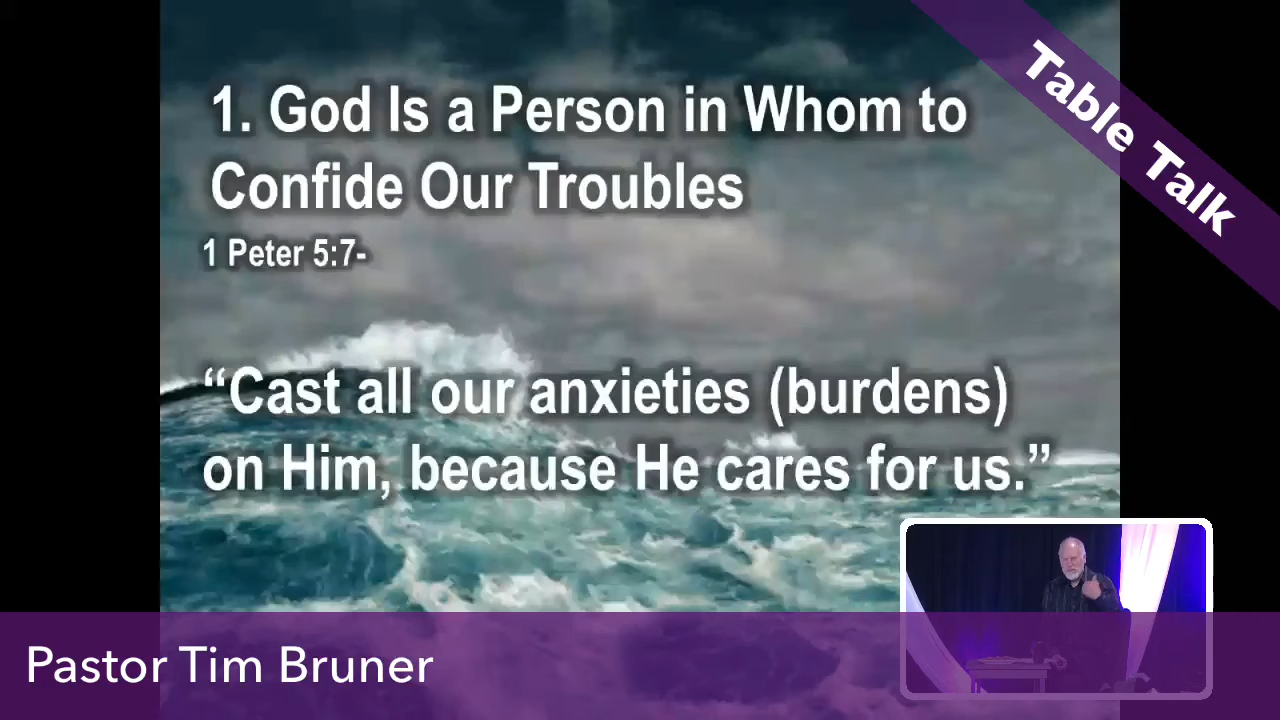 1. God Is a Person in Whom to
Confide Our Troubles
1 Peter 5:7-
“Cast all our anxieties (burdens)
on Him, because He cares for us.”
Table Talk
Pastor Tim Bruner